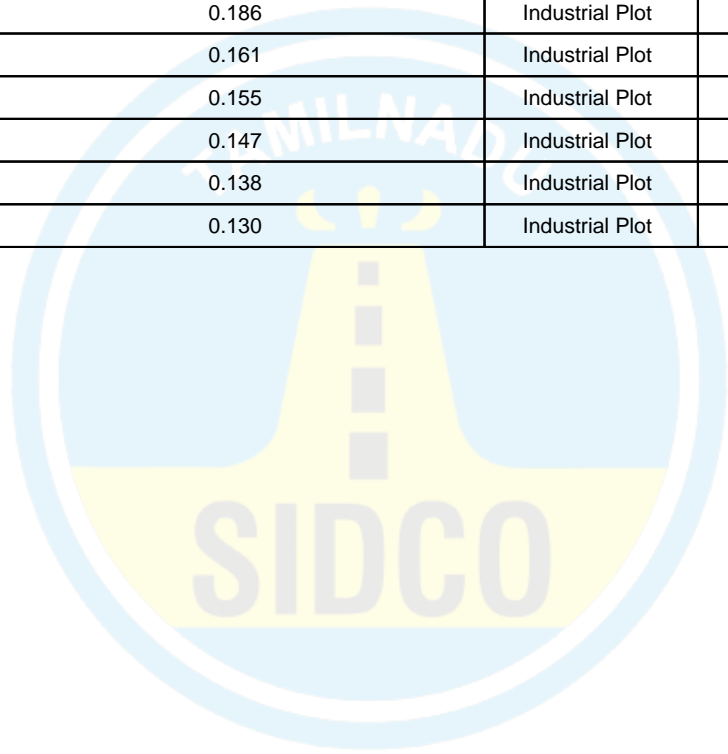 0.186 Industrial Plot
0.161 Industrial Plot
0.155 Industrial Plot
0.147 Industrial Plot
0.138 Industrial Plot
0.130 Industrial Plot
TAMILNADU
SIDCO